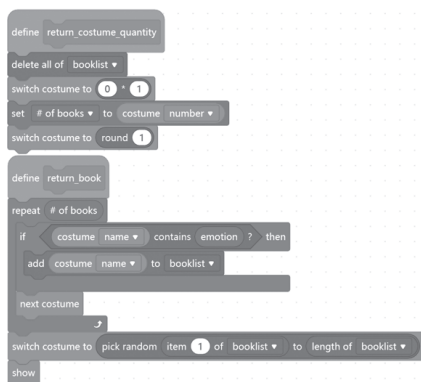 define return_costume_quantity
delete all of booklist ▾
switch costume to 0 * 1
set # of books ▾ to costume number ▾
switch costume to round 1
define return_book
repeat # of books
if costume name ▾ contains emotion ? then
add costume name ▾ to booklist ▾
next costume
switch costume to pick random item 1 of booklist ▾ to length of booklist ▾
show